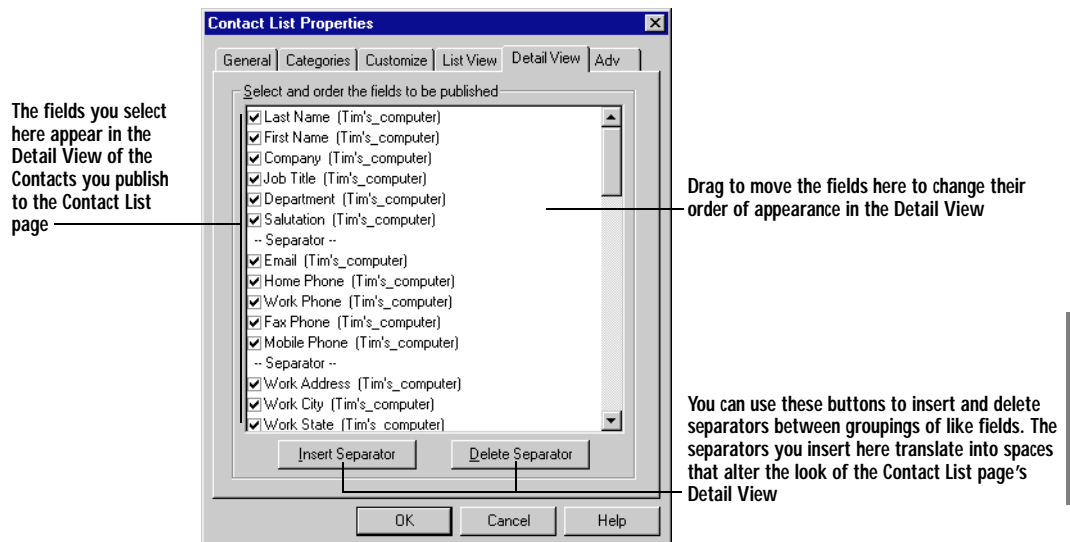 Contact List Properties
General Categories Customize List View Detail View Adv
Select and order the fields to be published
Last Name (Tim's_computer)
First Name (Tim's_computer)
Company (Tim's_computer)
Job Title (Tim's_computer)
Department (Tim's_computer)
Salutation (Tim's_computer)
-- Separator --
Email (Tim's_computer)
Home Phone (Tim's_computer)
Work Phone (Tim's_computer)
Fax Phone (Tim's_computer)
Mobile Phone (Tim's_computer)
-- Separator --
Work Address (Tim's_computer)
Work City (Tim's_computer)
Work State (Tim's_computer)
Insert Separator Delete Separator
OK Cancel Help
The fields you select
here appear in the
Detail View of the
Contacts you publish
to the Contact List
page
Drag to move the fields here to change their
order of appearance in the Detail View
You can use these buttons to insert and delete
separators between groupings of like fields. The
separators you insert here translate into spaces
that alter the look of the Contact List page's
Detail View